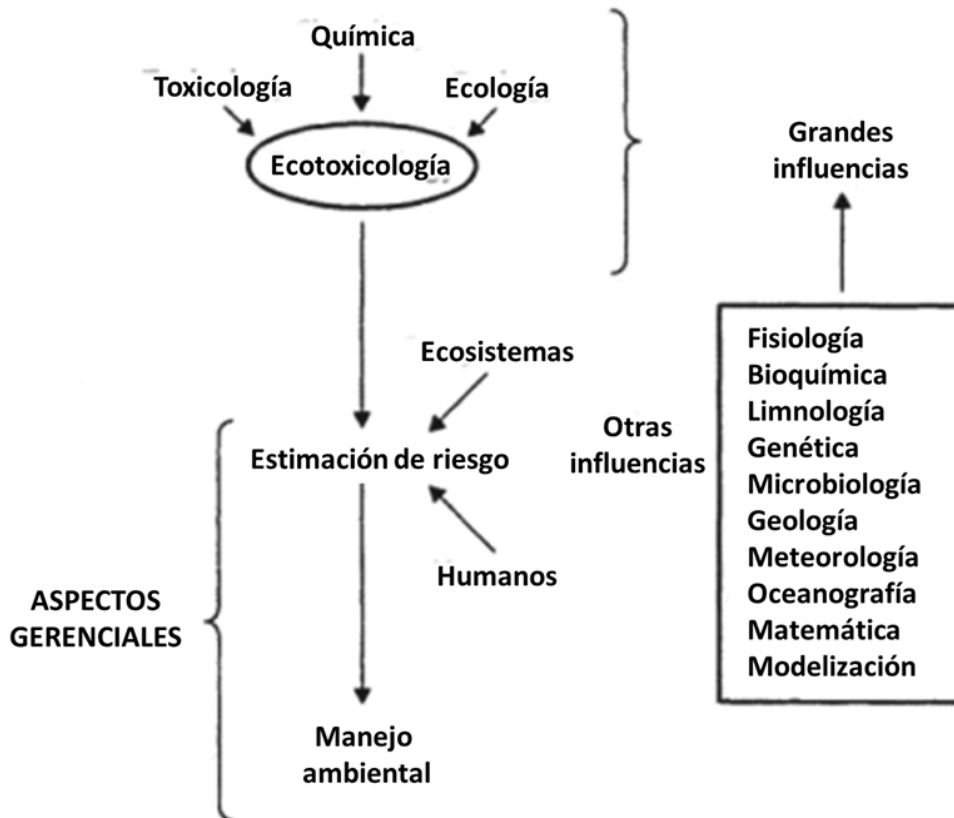 Química
Toxicología
Ecología
Ecotoxicología
Grandes
influencias
Ecosistemas
Estimación de riesgo
Humanos
Otras
influencias
Fisiología
Bioquímica
Limnología
Genética
Microbiología
Geología
Meteorología
Oceanografía
Matemática
Modelización
ASPECTOS
GERENCIALES
Manejo
ambiental